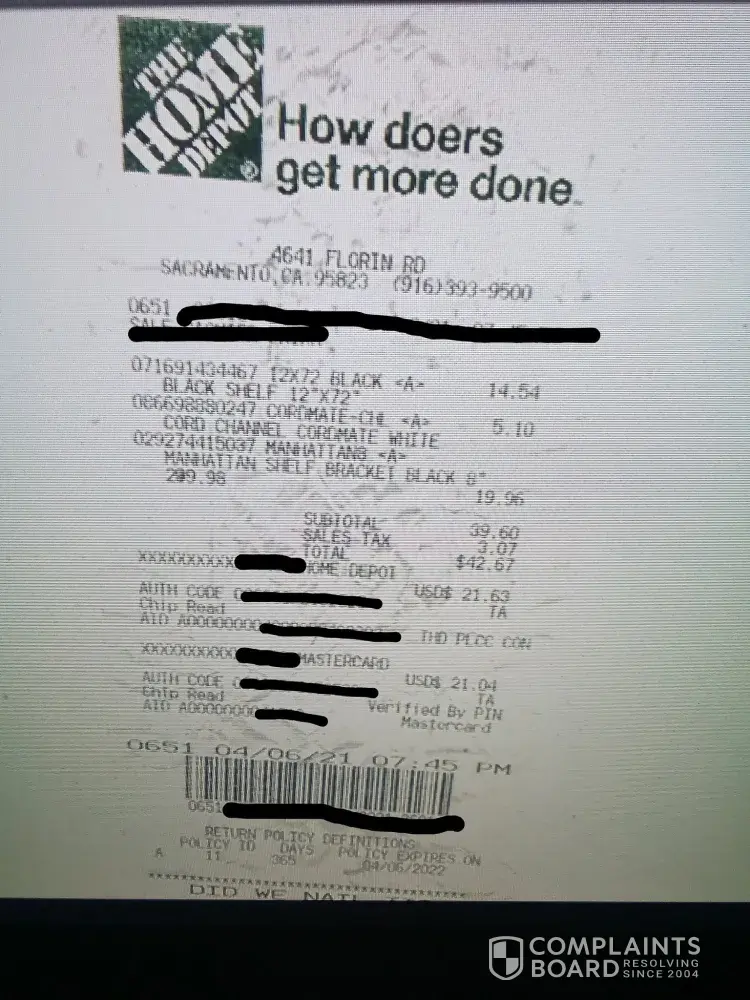 THE
HOME
DEPOT
How doers
get more done
4641 FLORIN RD
SACRAMENTO, CA 95823 (916)393-9500
0651
SALE
071691434467 12X72 BLACK <A>
BLACK SHELF 12"X72" 14.54
086698880247 CORDMATE-CHL <A>
CORD CHANNEL CORDMATE WHITE 5.10
029274415037 MANHATTAN8 <A>
MANHATTAN SHELF BRACKET BLACK 8"
2@9.98 19.96
SUBTOTAL 39.60
SALES TAX 3.07
TOTAL $42.67
XXXXXXXXXX HOME DEPOT
USD$ 21.63
AUTH CODE TA
Chip Read
AID A00000000 THD PLCC CON
XXXXXXXXXX MASTERCARD
USD$ 21.04
AUTH CODE TA
Chip Read Verified By PIN
AID A0000000 Mastercard
0651 04/06/21 07:45 PM
0651
RETURN POLICY DEFINITIONS
POLICY ID DAYS POLICY EXPIRES ON
A 11 365 04/06/2022
DID WE NAIL
COMPLAINTS
BOARD RESOLVING
SINCE 2004